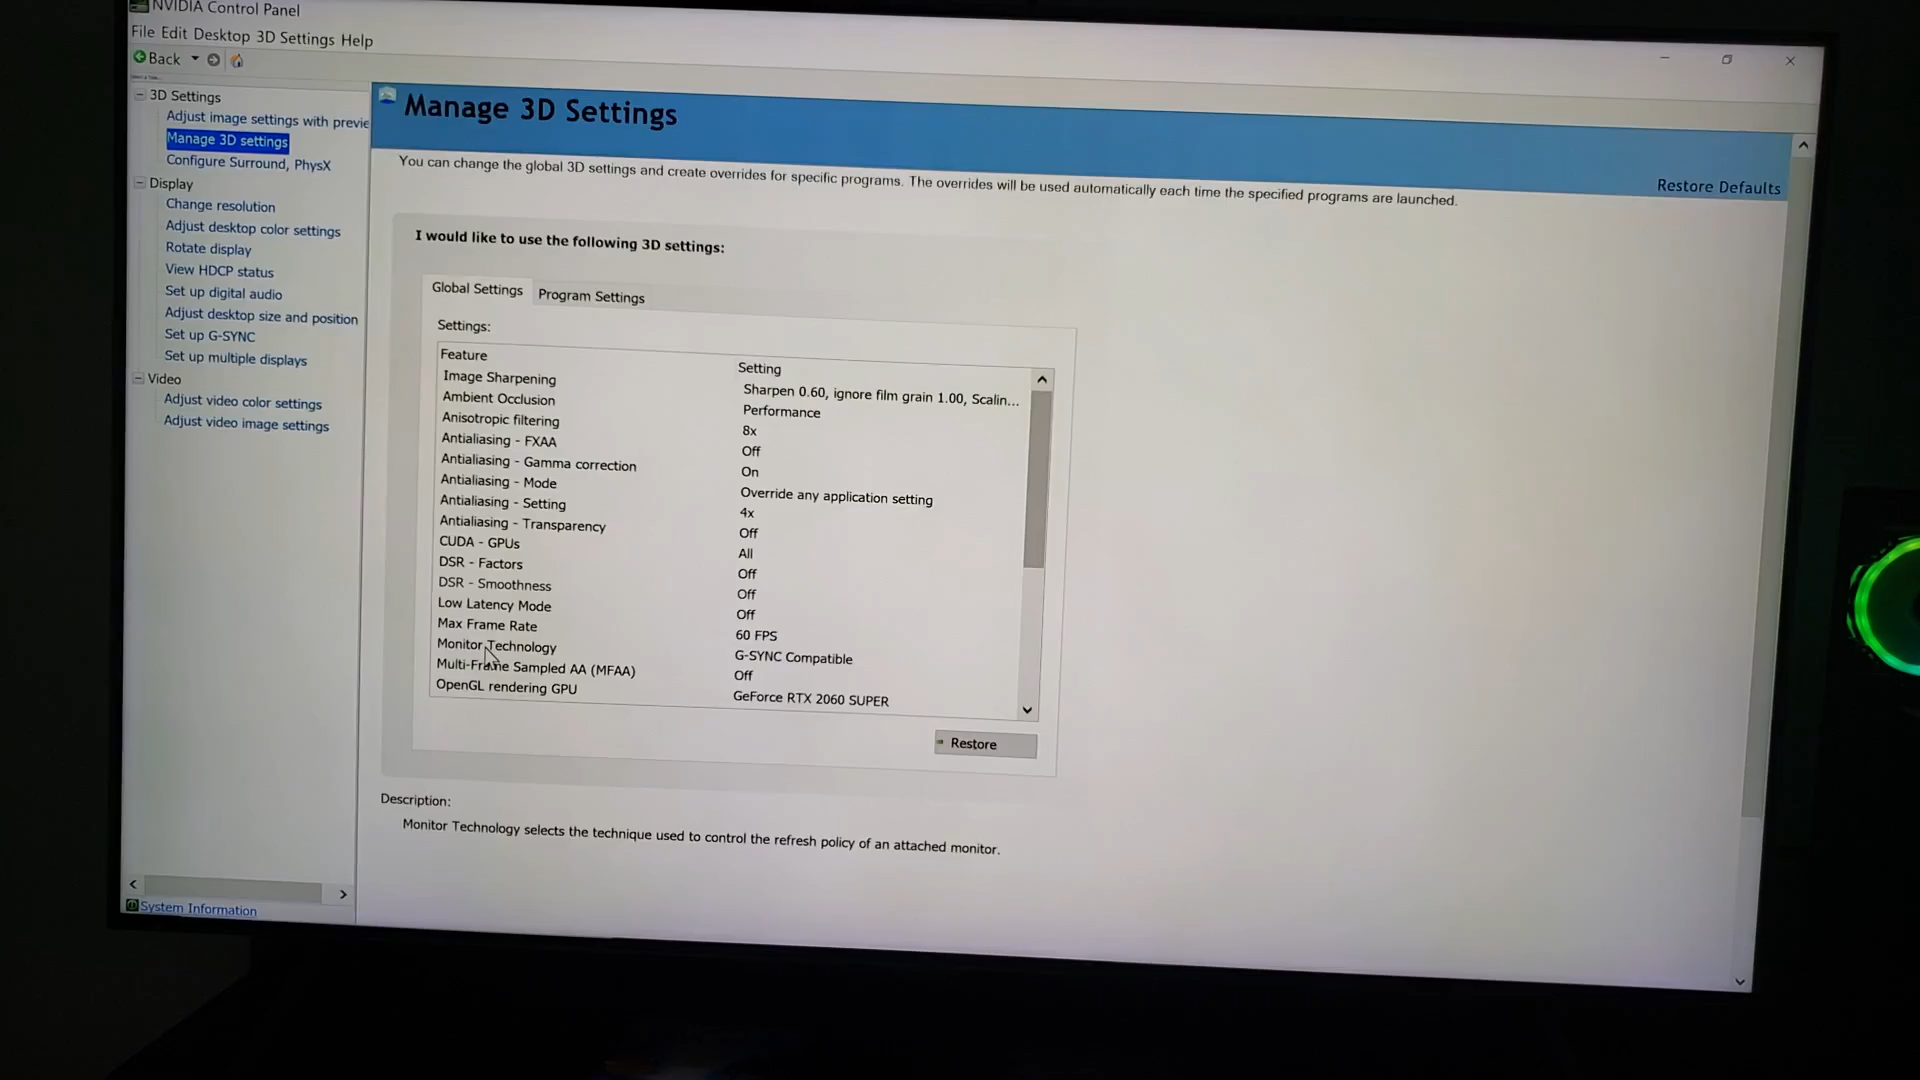 NVIDIA Control Panel
File Edit Desktop 3D Settings Help
Back
3D Settings
Adjust image settings with previe
Manage 3D settings
Configure Surround, PhysX
Display
Change resolution
Adjust desktop color settings
Rotate display
View HDCP status
Set up digital audio
Adjust desktop size and position
Set up G-SYNC
Set up multiple displays
Video
Adjust video color settings
Adjust video image settings
System Information
Manage 3D Settings
Restore Defaults
You can change the global 3D settings and create overrides for specific programs. The overrides will be used automatically each time the specified programs are launched.
I would like to use the following 3D settings:
Global Settings Program Settings
Settings:
Feature Setting
Image Sharpening Sharpen 0.60, ignore film grain 1.00, Scalin...
Ambient Occlusion Performance
Anisotropic filtering 8x
Antialiasing - FXAA Off
Antialiasing - Gamma correction On
Antialiasing - Mode Override any application setting
Antialiasing - Setting 4x
Antialiasing - Transparency Off
CUDA - GPUs All
DSR - Factors Off
DSR - Smoothness Off
Low Latency Mode Off
Max Frame Rate 60 FPS
Monitor Technology G-SYNC Compatible
Multi-Frame Sampled AA (MFAA) Off
OpenGL rendering GPU GeForce RTX 2060 SUPER
Restore
Description:
Monitor Technology selects the technique used to control the refresh policy of an attached monitor.